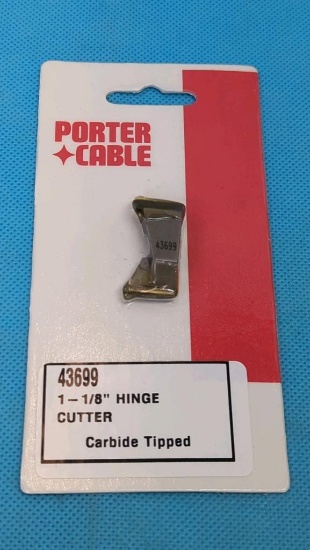 PORTER
CABLE
43699
43699
1-1/8" HINGE
CUTTER
Carbide Tipped